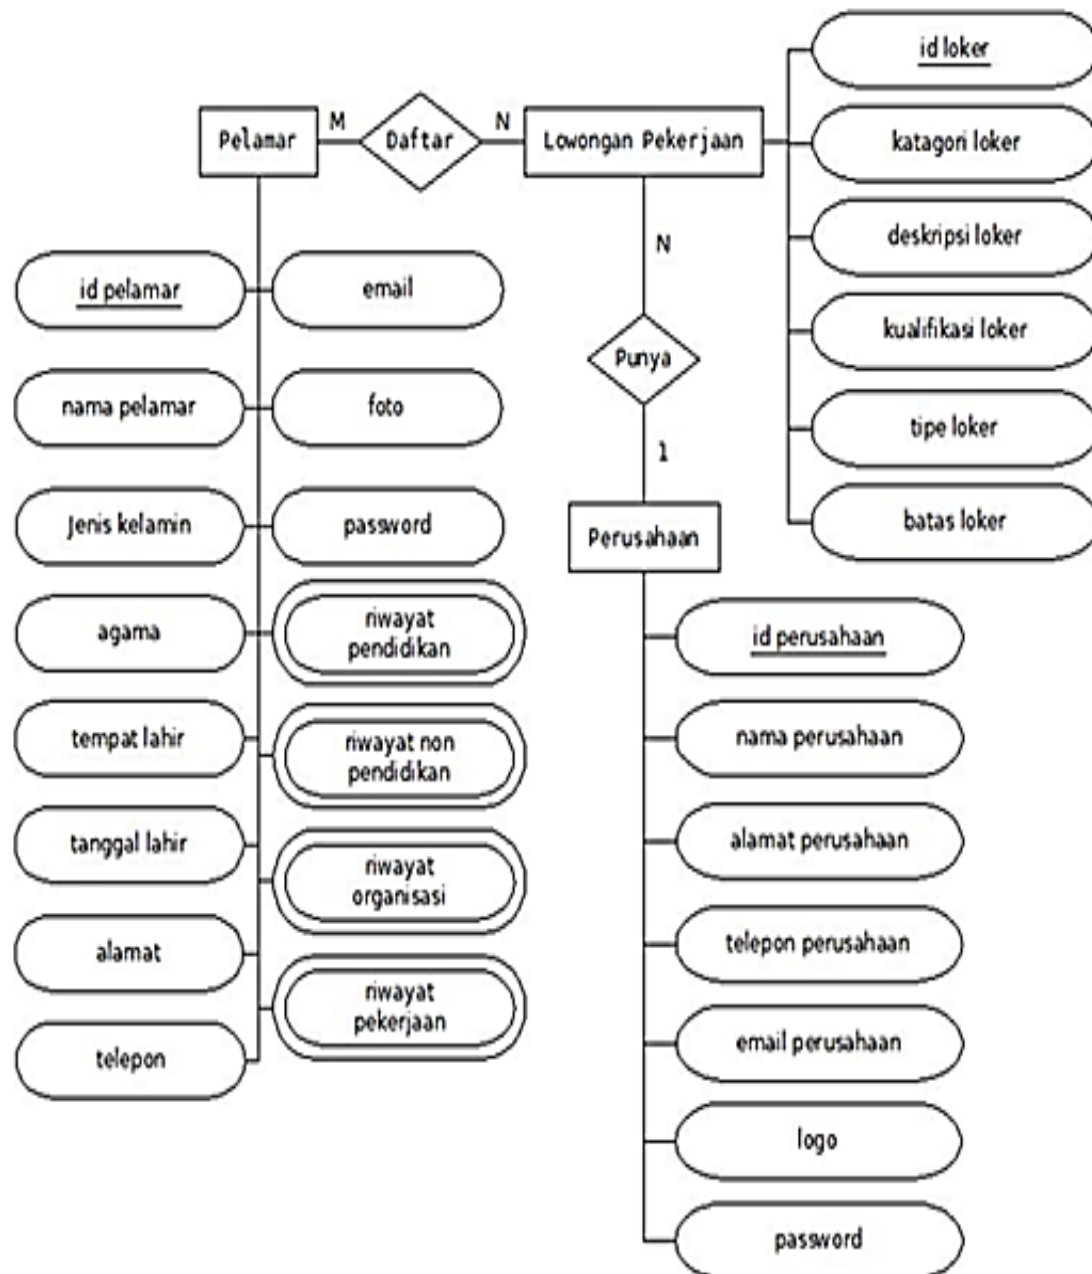 id loker
Pelamar
M
Daftar
N
Lowongan Pekerjaan
katagori loker
deskripsi loker
N
id pelamar
email
kualifikasi loker
Punya
nama pelamar
foto
tipe loker
1
Jenis kelamin
password
batas loker
Perusahaan
agama
riwayat
pendidikan
id perusahaan
tempat lahir
riwayat non
pendidikan
nama perusahaan
tanggal lahir
alamat perusahaan
riwayat
organisasi
alamat
telepon perusahaan
riwayat
pekerjaan
telepon
email perusahaan
logo
password